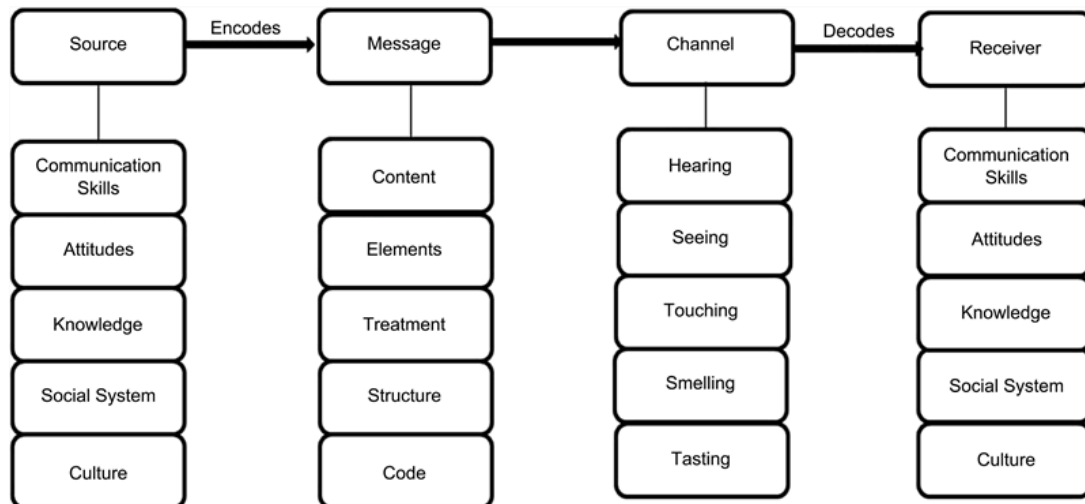 Source
Encodes
Message
Channel
Decodes
Receiver
Communication
Skills
Attitudes
Knowledge
Social System
Culture
Content
Elements
Treatment
Structure
Code
Hearing
Seeing
Touching
Smelling
Tasting
Communication
Skills
Attitudes
Knowledge
Social System
Culture